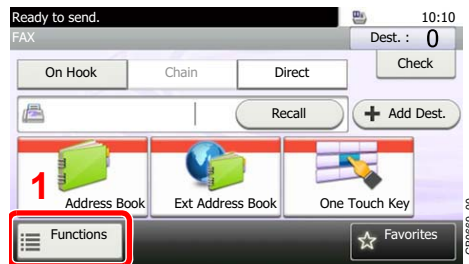 Ready to send. 10:10
FAX Dest. : 0
On Hook Chain Direct Check
Recall Add Dest.
1
Address Book Ext Address Book One Touch Key
Functions Favorites